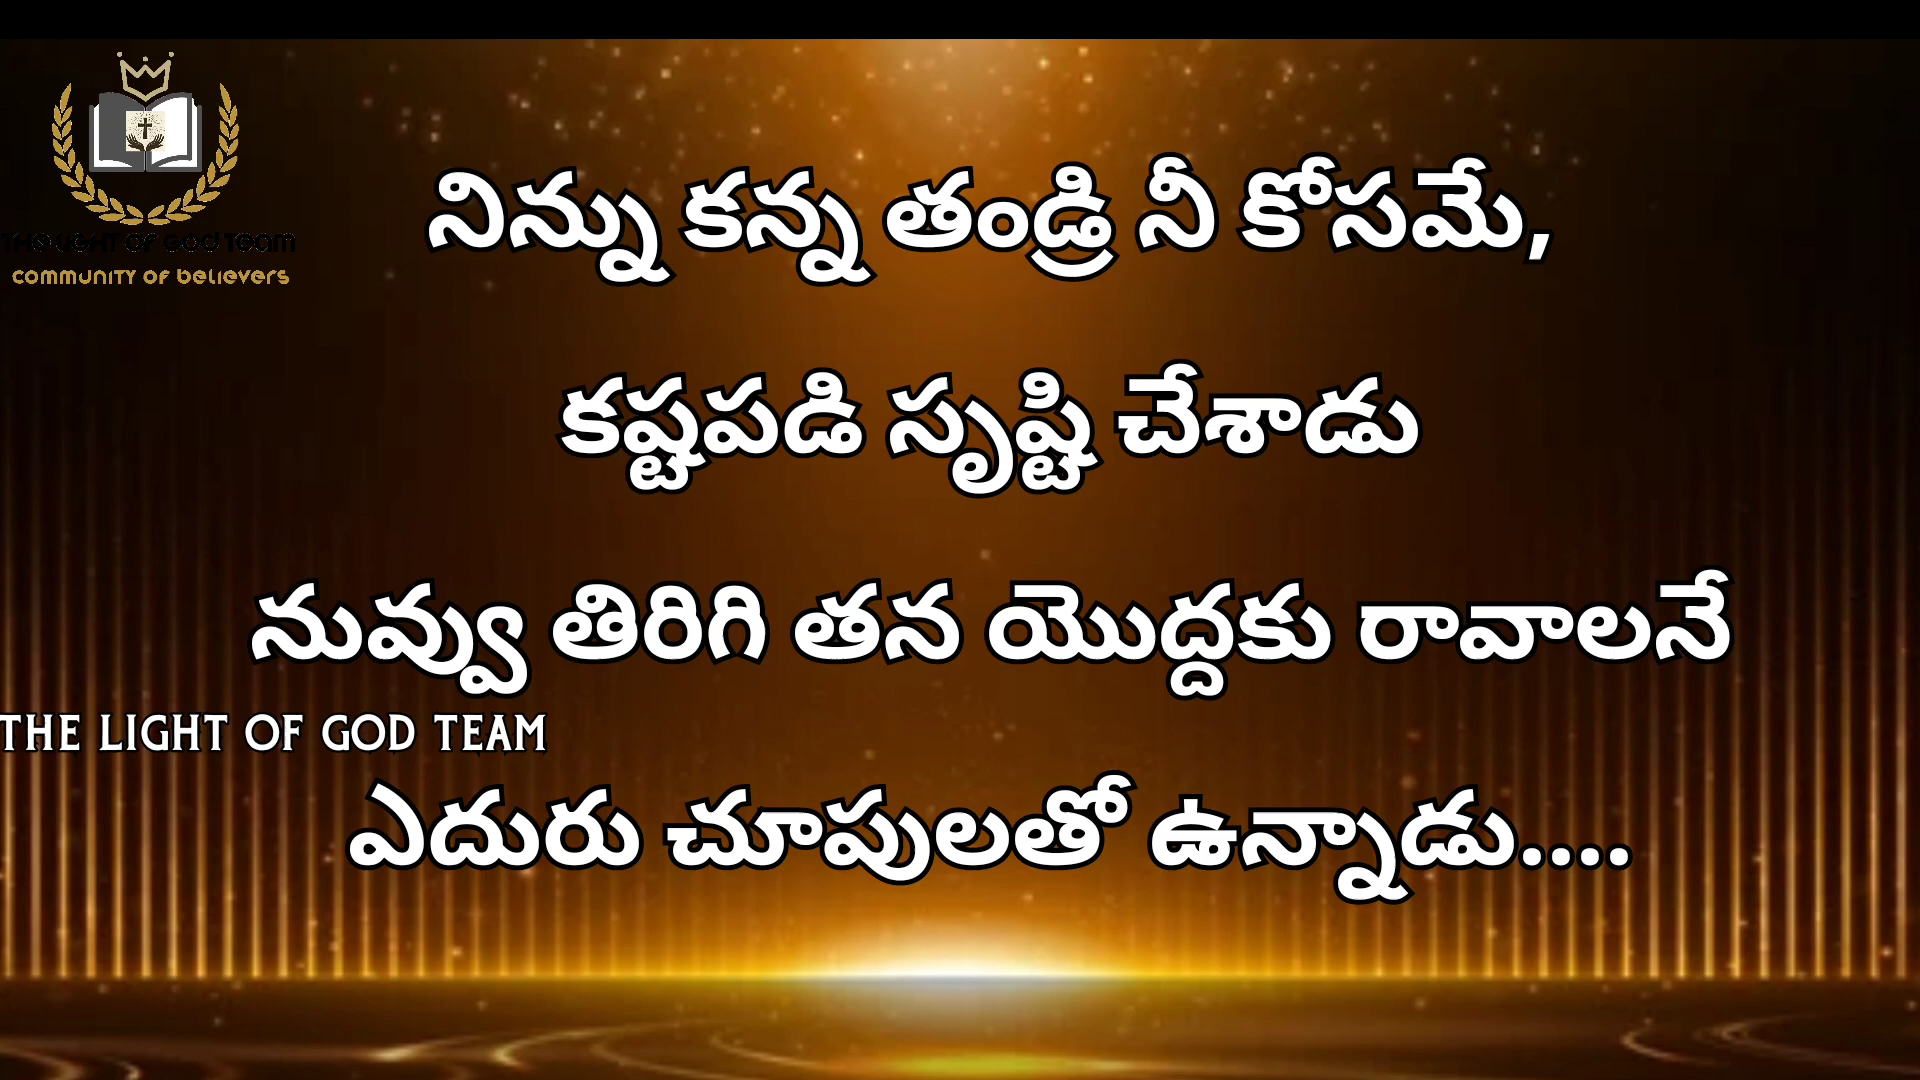 THE LIGHT OF GOD TEAM
COMMUNITY OF BELIEVERS
నిన్ను కన్న తండ్రి నీ కోసమే,
కష్టపడి సృష్టి చేశాడు
నువ్వు తిరిగి తన యొద్దకు రావాలనే
THE LIGHT OF GOD TEAM
ఎదురు చూపులతో ఉన్నాడు....